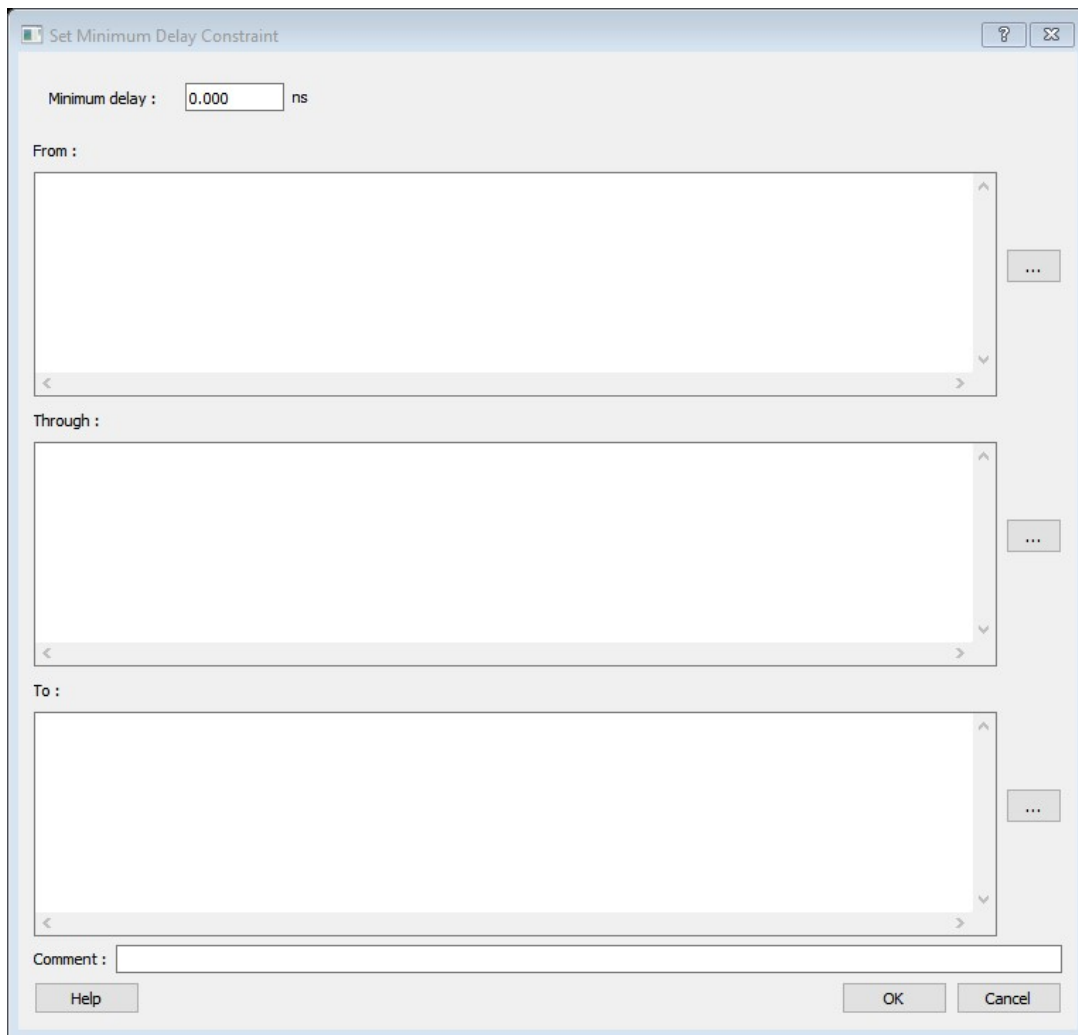 Set Minimum Delay Constraint
?
Minimum delay : 0.000 ns
From :
...
Through :
...
To :
...
Comment :
Help OK Cancel